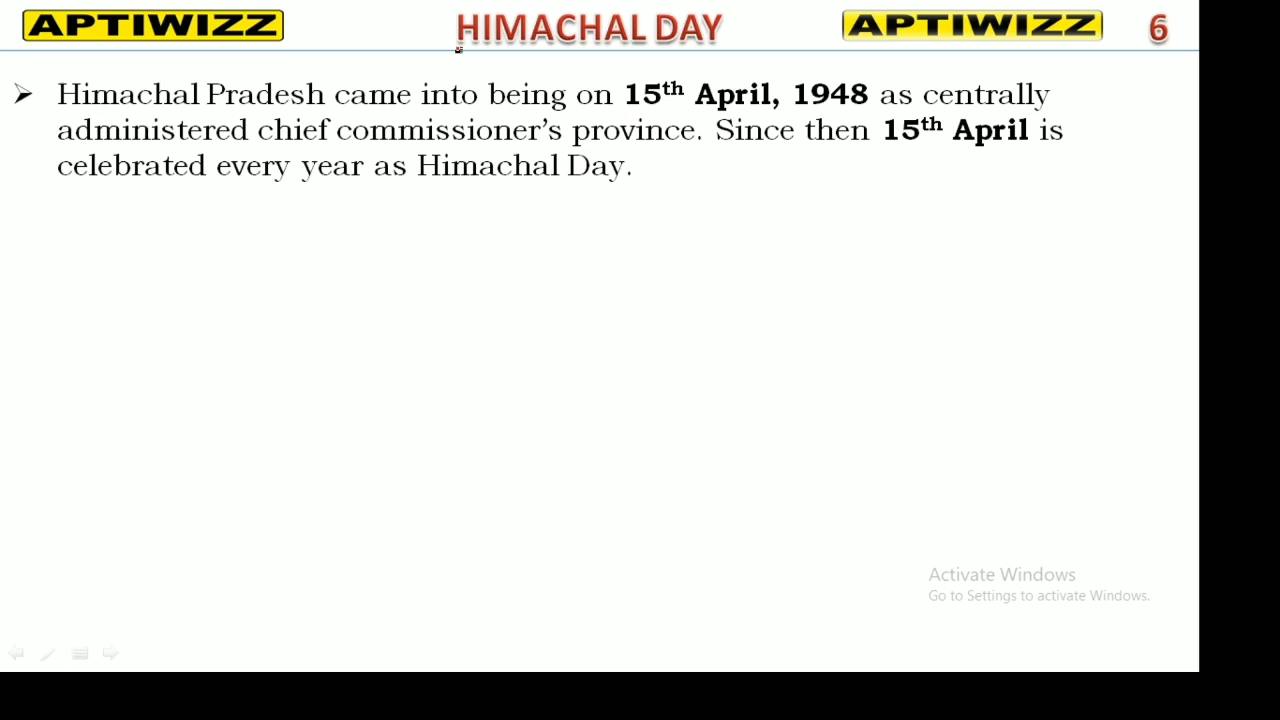 APTIWIZZ HIMACHAL DAY APTIWIZZ 6
➢ Himachal Pradesh came into being on 15th April, 1948 as centrally
administered chief commissioner’s province. Since then 15th April is
celebrated every year as Himachal Day.
Activate Windows
Go to Settings to activate Windows.